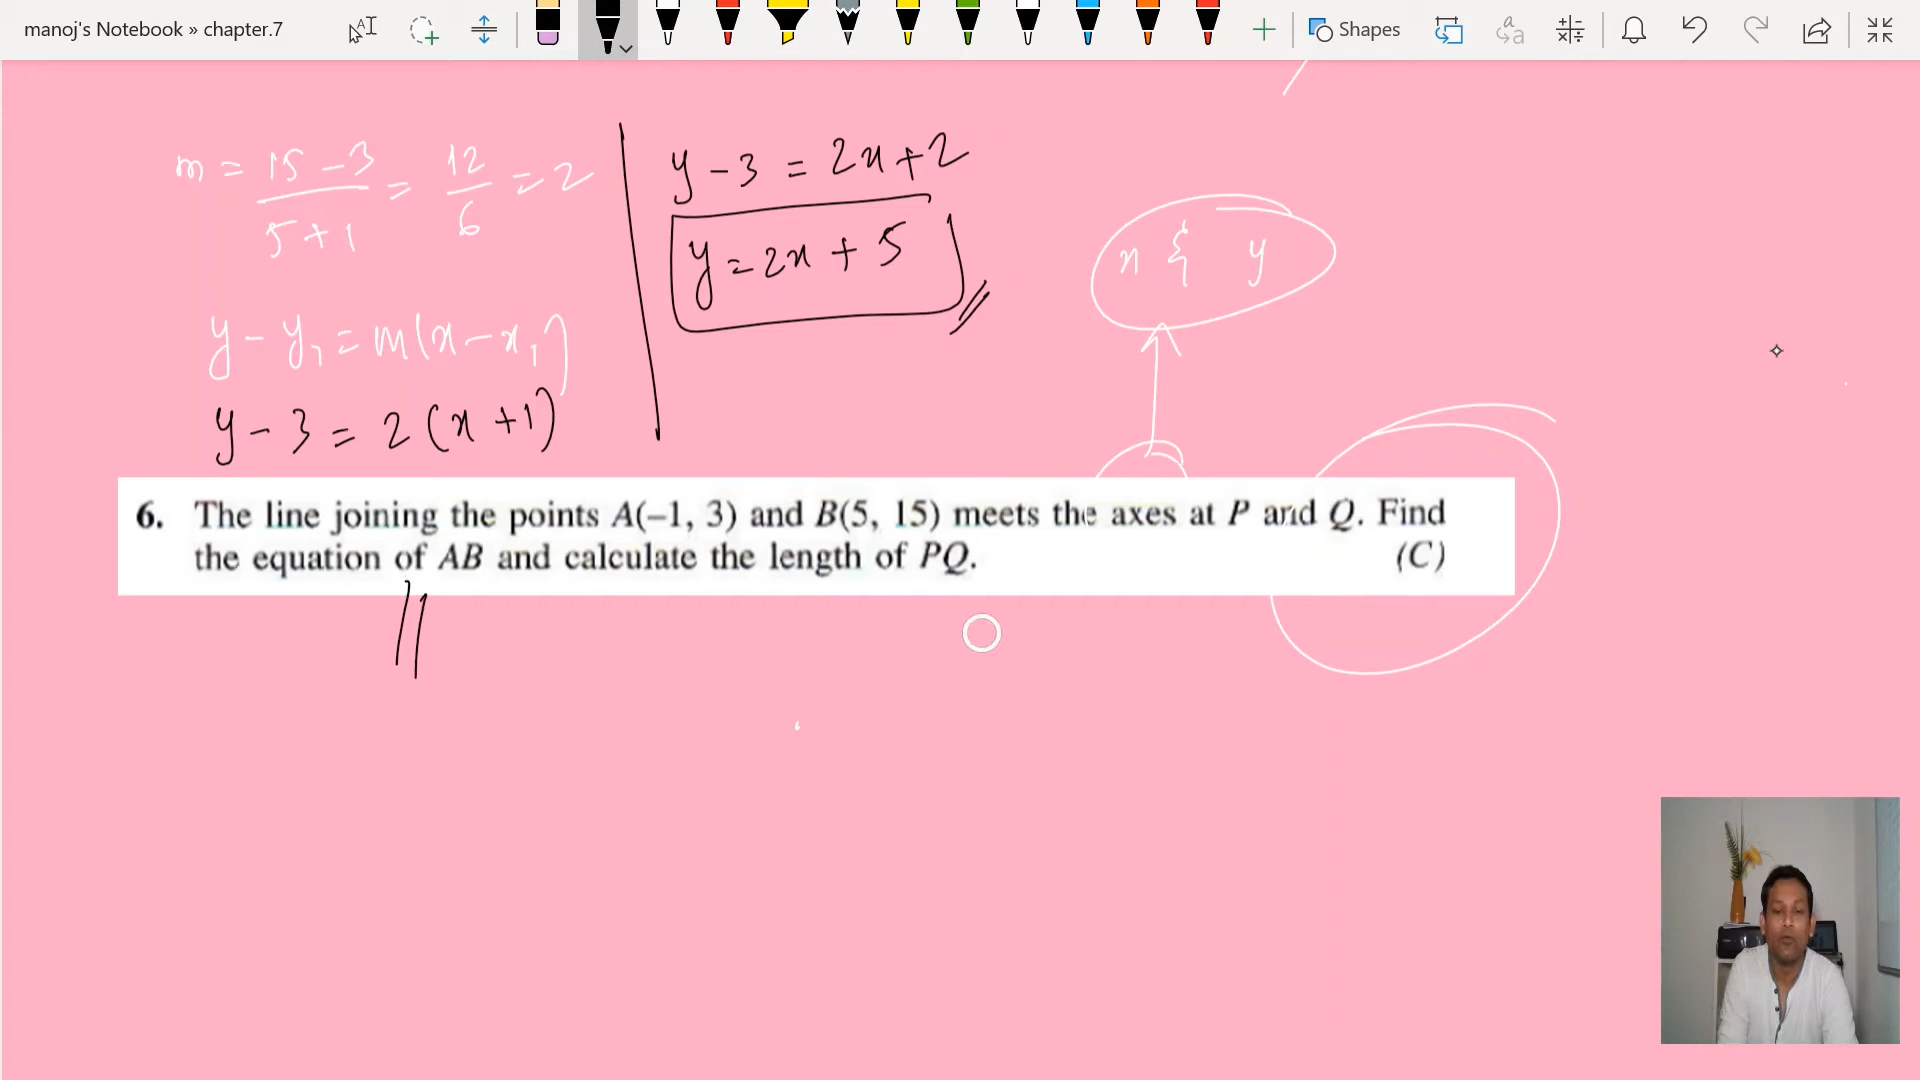 manoj's Notebook » chapter.7
Shapes
m = 15 - 3 / 5 + 1 = 12 / 6 = 2
y - y₁ = m(x - x₁)
y - 3 = 2 (x + 1)
y - 3 = 2x + 2
y = 2x + 5
x & y
6. The line joining the points A(–1, 3) and B(5, 15) meets the axes at P and Q. Find
the equation of AB and calculate the length of PQ. (C)